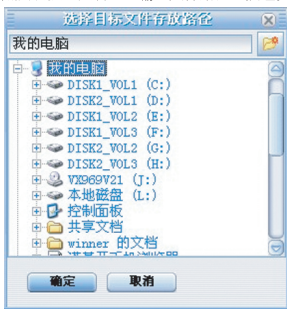 选择目标文件存放路径
我的电脑
我的电脑
DISK1_VOL1 (C:)
DISK2_VOL1 (D:)
DISK1_VOL2 (E:)
DISK1_VOL3 (F:)
DISK2_VOL2 (G:)
DISK2_VOL3 (H:)
VX969V21 (J:)
本地磁盘 (L:)
控制面板
共享文档
winner 的文档
确定 取消